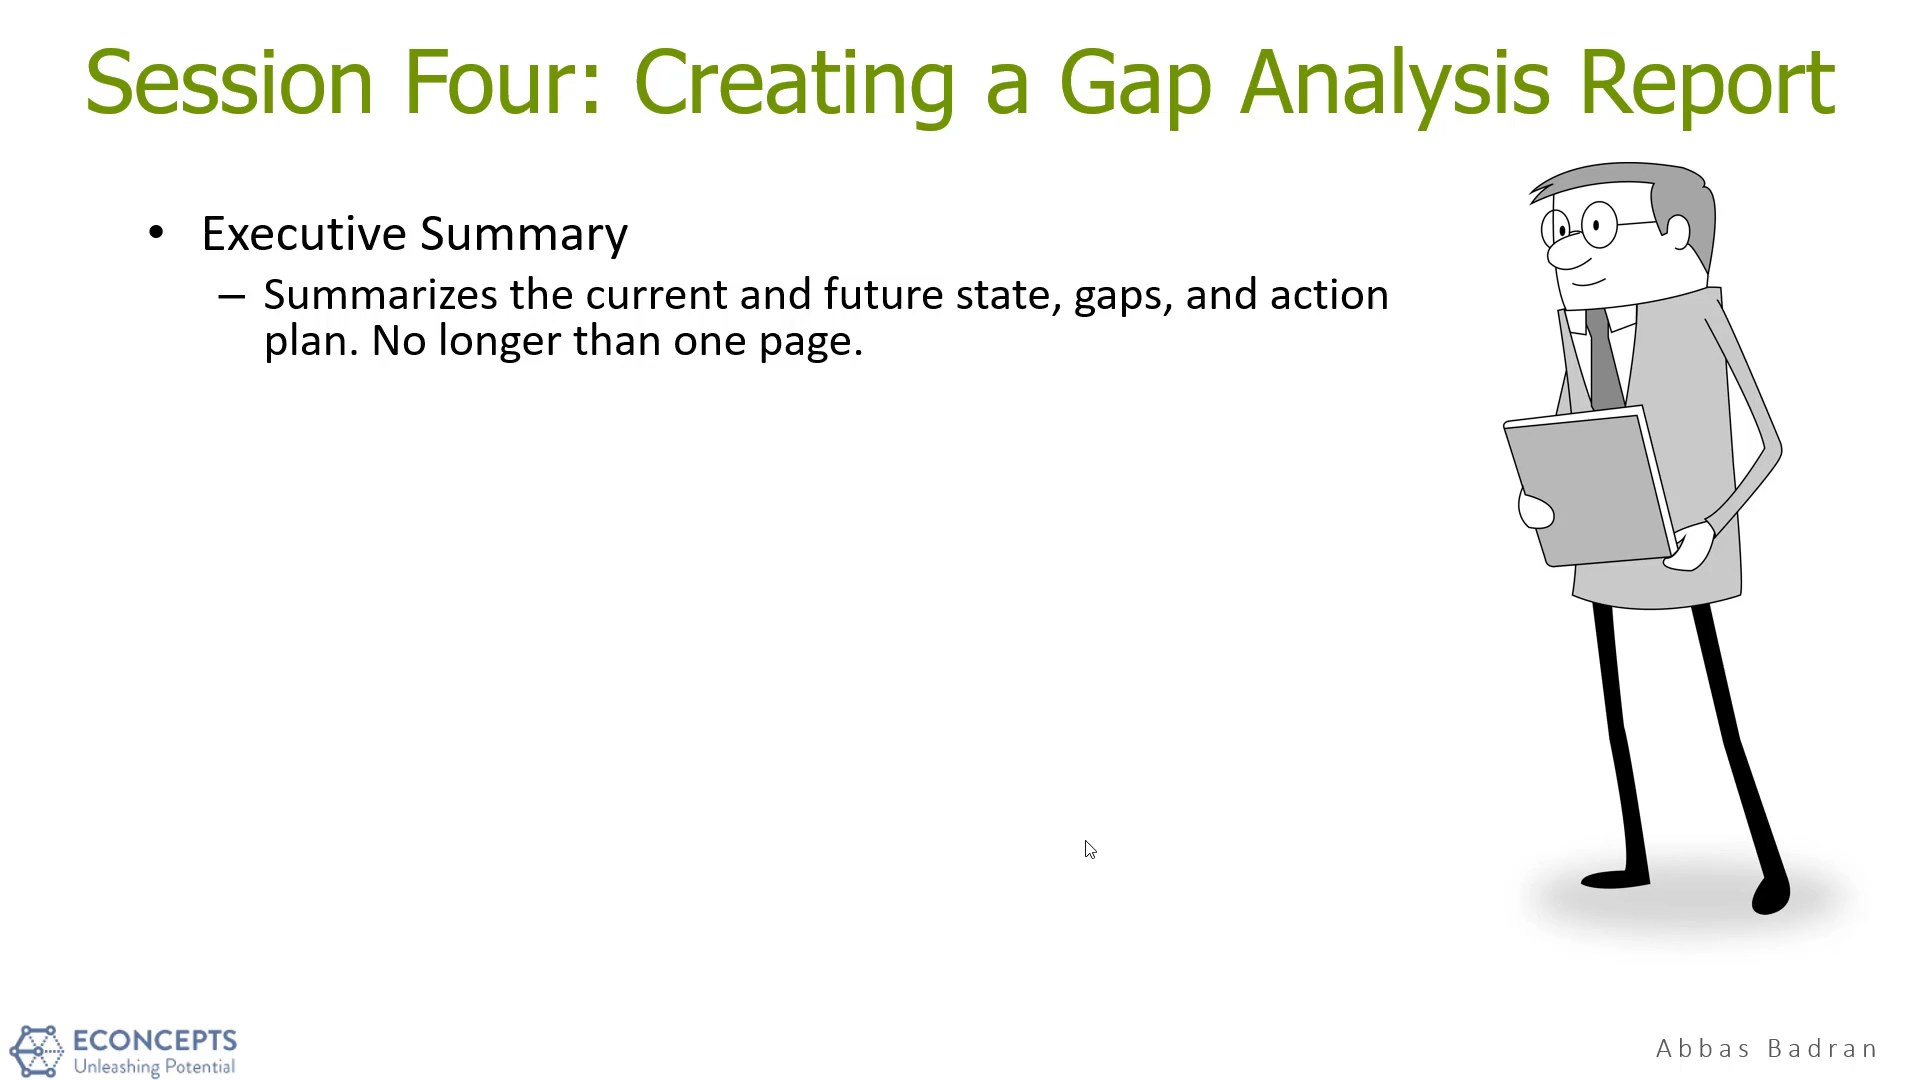 Session Four: Creating a Gap Analysis Report
• Executive Summary
– Summarizes the current and future state, gaps, and action
plan. No longer than one page.
ECONCEPTS
Unleashing Potential
Abbas Badran